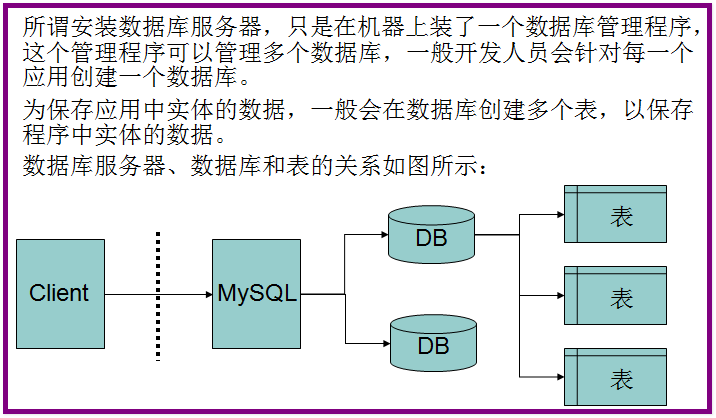 所谓安装数据库服务器，只是在机器上装了一个数据库管理程序，
这个管理程序可以管理多个数据库，一般开发人员会针对每一个
应用创建一个数据库。
为保存应用中实体的数据，一般会在数据库创建多个表，以保存
程序中实体的数据。
数据库服务器、数据库和表的关系如图所示：
表
DB
Client
MySQL
表
DB
表